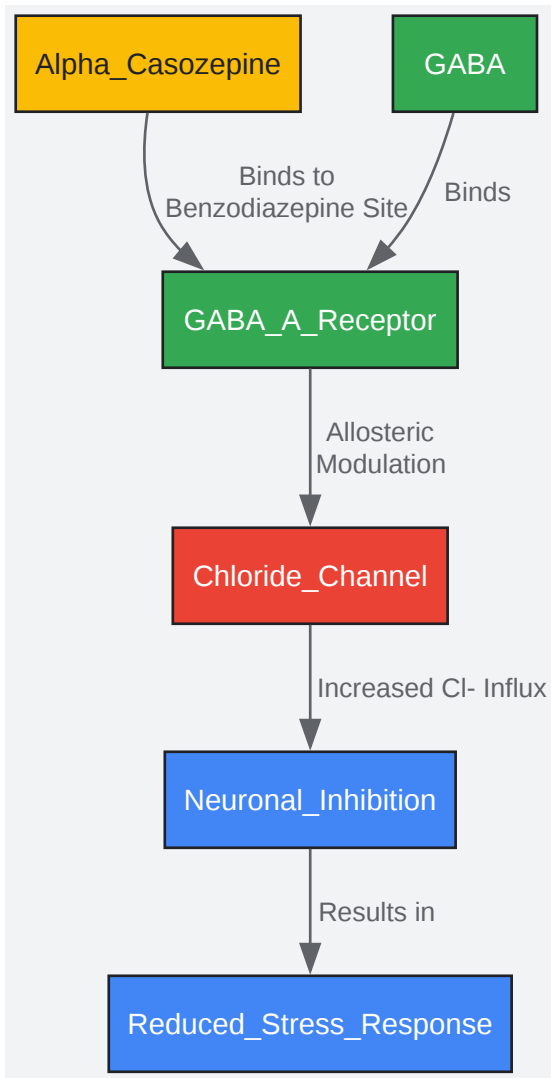 Alpha_Casozepine
GABA
Binds to
Benzodiazepine Site
Binds
GABA_A_Receptor
Allosteric
Modulation
Chloride_Channel
Increased Cl- Influx
Neuronal_Inhibition
Results in
Reduced_Stress_Response